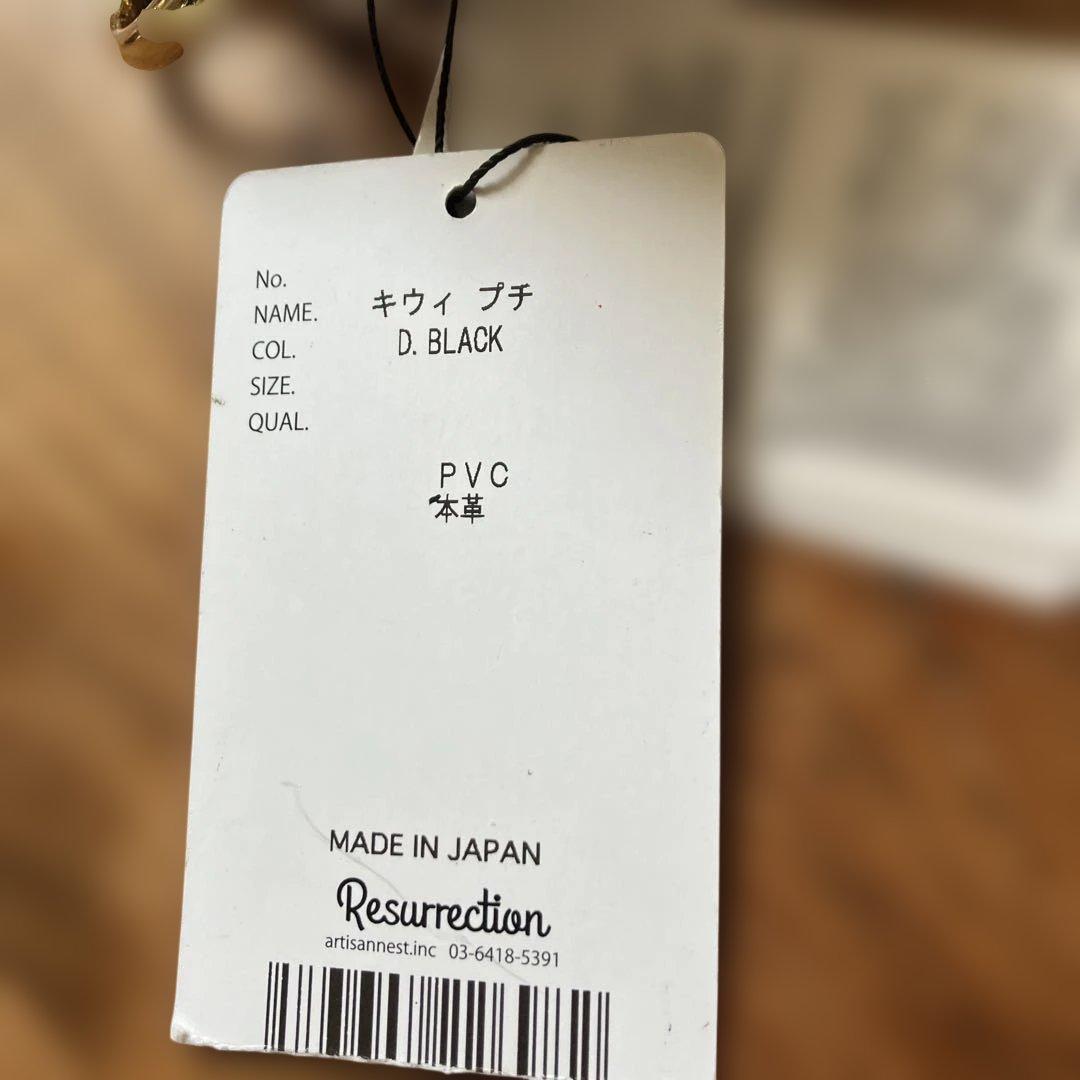 No.
NAME. キウィ プチ
COL. D. BLACK
SIZE.
QUAL.
PVC
本革
MADE IN JAPAN
Resurrection
artisannest.inc 03-6418-5391